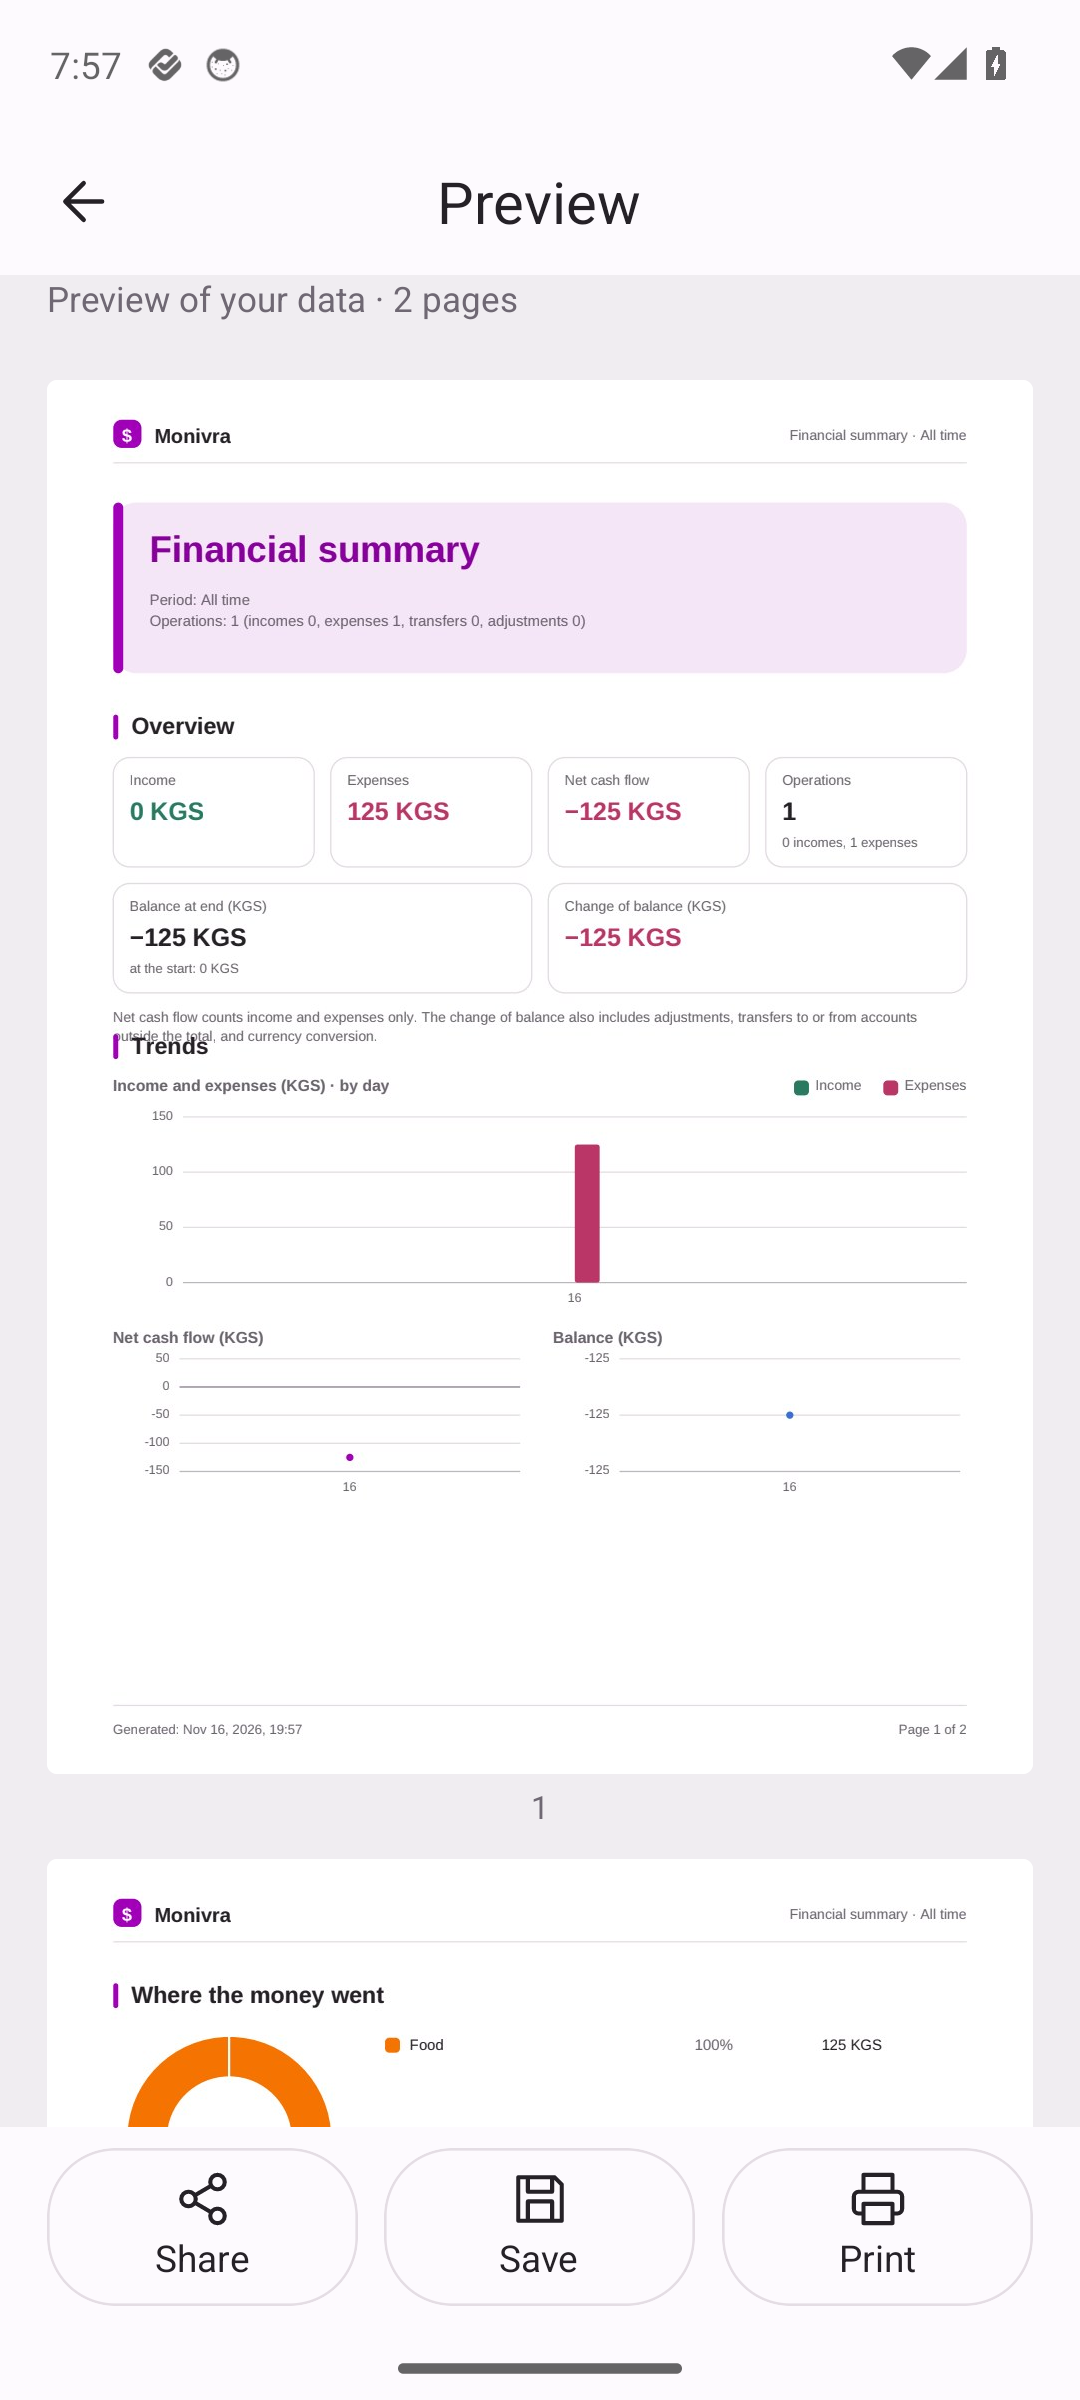 7:57
Preview
Preview of your data · 2 pages
$ Monivra
Financial summary · All time
Financial summary
Period: All time
Operations: 1 (incomes 0, expenses 1, transfers 0, adjustments 0)
Overview
Income
0 KGS
Expenses
125 KGS
Net cash flow
−125 KGS
Operations
1
0 incomes, 1 expenses
Balance at end (KGS)
−125 KGS
at the start: 0 KGS
Change of balance (KGS)
−125 KGS
Net cash flow counts income and expenses only. The change of balance also includes adjustments, transfers to or from accounts
outside the total, and currency conversion.
Trends
Income and expenses (KGS) · by day
Income
Expenses
150
100
50
0
16
Net cash flow (KGS)
50
0
-50
-100
-150
16
Balance (KGS)
-125
-125
-125
16
Generated: Nov 16, 2026, 19:57
Page 1 of 2
1
$ Monivra
Financial summary · All time
Where the money went
Food 100% 125 KGS
Share
Save
Print